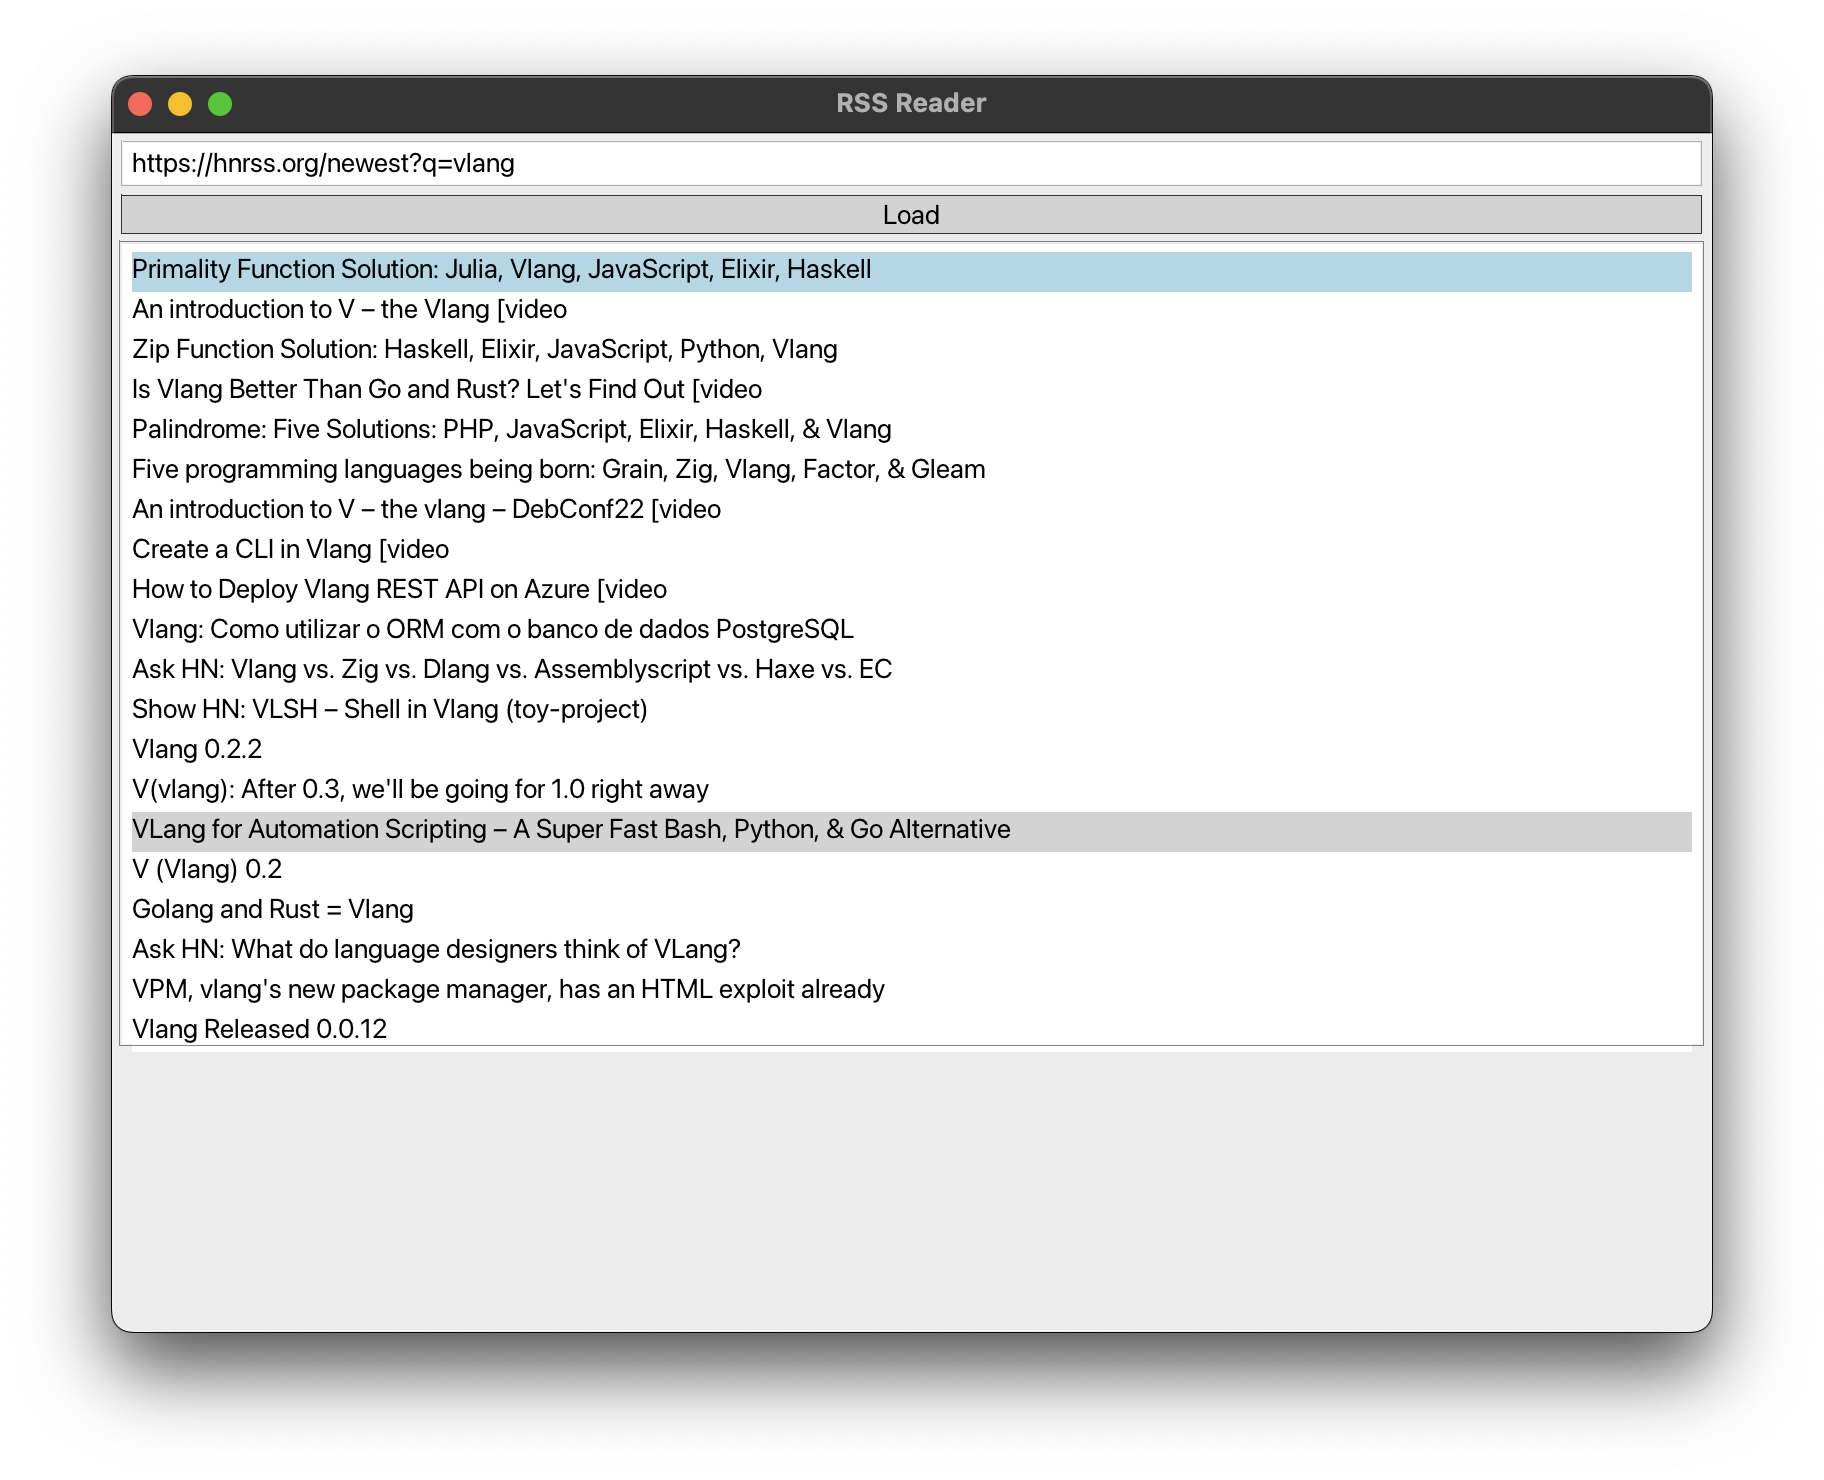 RSS Reader
https://hnrss.org/newest?q=vlang
Load
Primality Function Solution: Julia, Vlang, JavaScript, Elixir, Haskell
An introduction to V – the Vlang [video
Zip Function Solution: Haskell, Elixir, JavaScript, Python, Vlang
Is Vlang Better Than Go and Rust? Let's Find Out [video
Palindrome: Five Solutions: PHP, JavaScript, Elixir, Haskell, & Vlang
Five programming languages being born: Grain, Zig, Vlang, Factor, & Gleam
An introduction to V – the vlang – DebConf22 [video
Create a CLI in Vlang [video
How to Deploy Vlang REST API on Azure [video
Vlang: Como utilizar o ORM com o banco de dados PostgreSQL
Ask HN: Vlang vs. Zig vs. Dlang vs. Assemblyscript vs. Haxe vs. EC
Show HN: VLSH – Shell in Vlang (toy-project)
Vlang 0.2.2
V(vlang): After 0.3, we'll be going for 1.0 right away
VLang for Automation Scripting – A Super Fast Bash, Python, & Go Alternative
V (Vlang) 0.2
Golang and Rust = Vlang
Ask HN: What do language designers think of VLang?
VPM, vlang's new package manager, has an HTML exploit already
Vlang Released 0.0.12